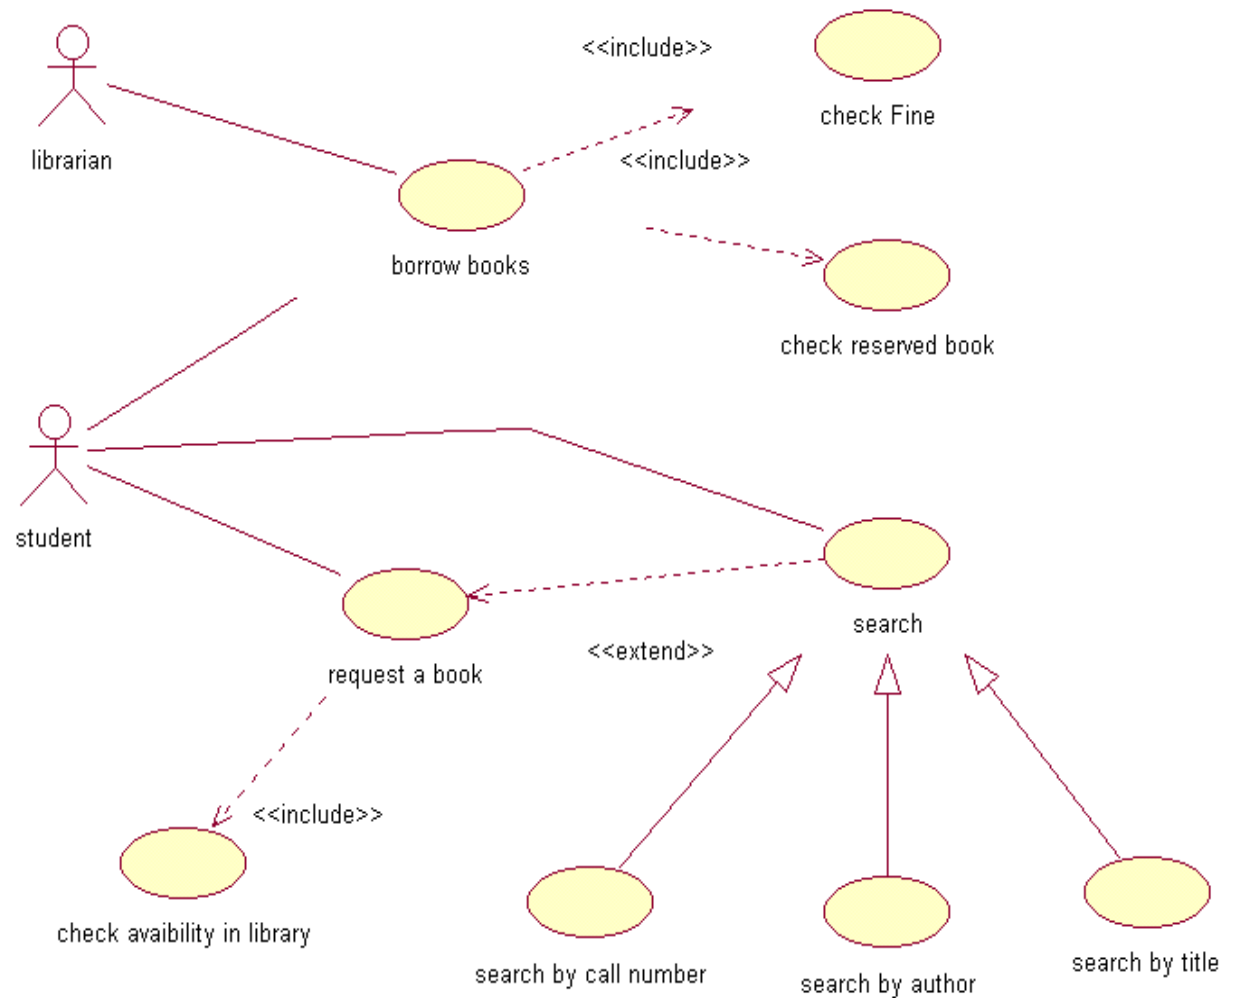 <<include>>
check Fine
librarian
<<include>>
borrow books
check reserved book
student
search
<<extend>>
request a book
<<include>>
check avaibility in library
search by call number
search by author
search by title